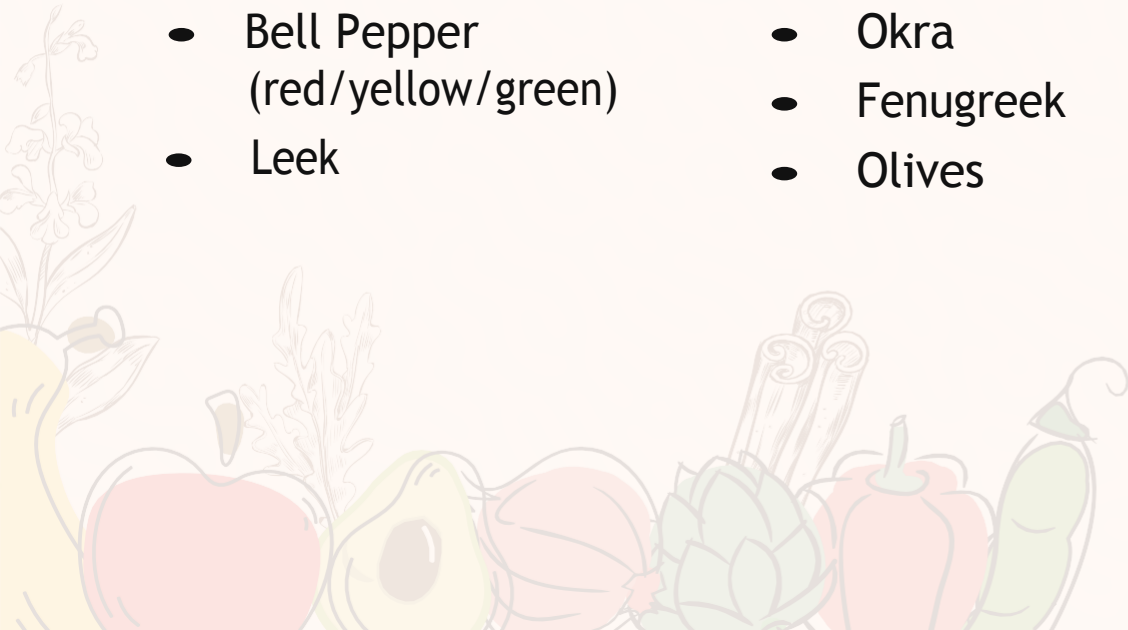 • Bell Pepper
(red/yellow/green)
• Leek
• Okra
• Fenugreek
• Olives